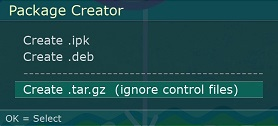 Package Creator
Create .ipk
Create .deb
--------------------------------------------
Create .tar.gz  (ignore control files)
OK = Select